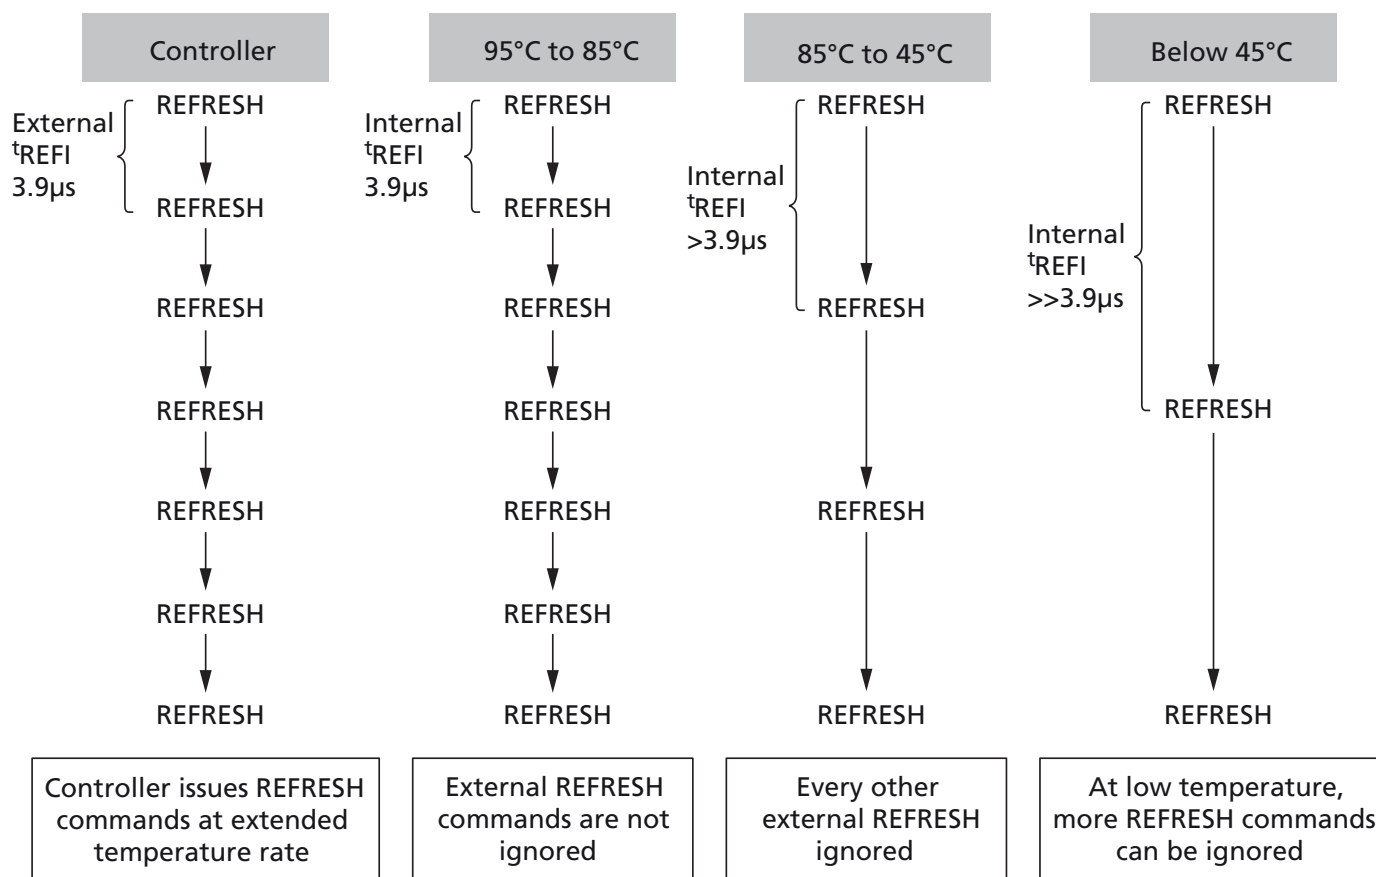 Controller
External
tREFI
3.9µs
REFRESH
REFRESH
REFRESH
REFRESH
REFRESH
REFRESH
REFRESH
Controller issues REFRESH
commands at extended
temperature rate
95°C to 85°C
Internal
tREFI
3.9µs
REFRESH
REFRESH
REFRESH
REFRESH
REFRESH
REFRESH
REFRESH
External REFRESH
commands are not
ignored
85°C to 45°C
Internal
tREFI
>3.9µs
REFRESH
REFRESH
REFRESH
REFRESH
Every other
external REFRESH
ignored
Below 45°C
Internal
tREFI
>>3.9µs
REFRESH
REFRESH
REFRESH
At low temperature,
more REFRESH commands
can be ignored